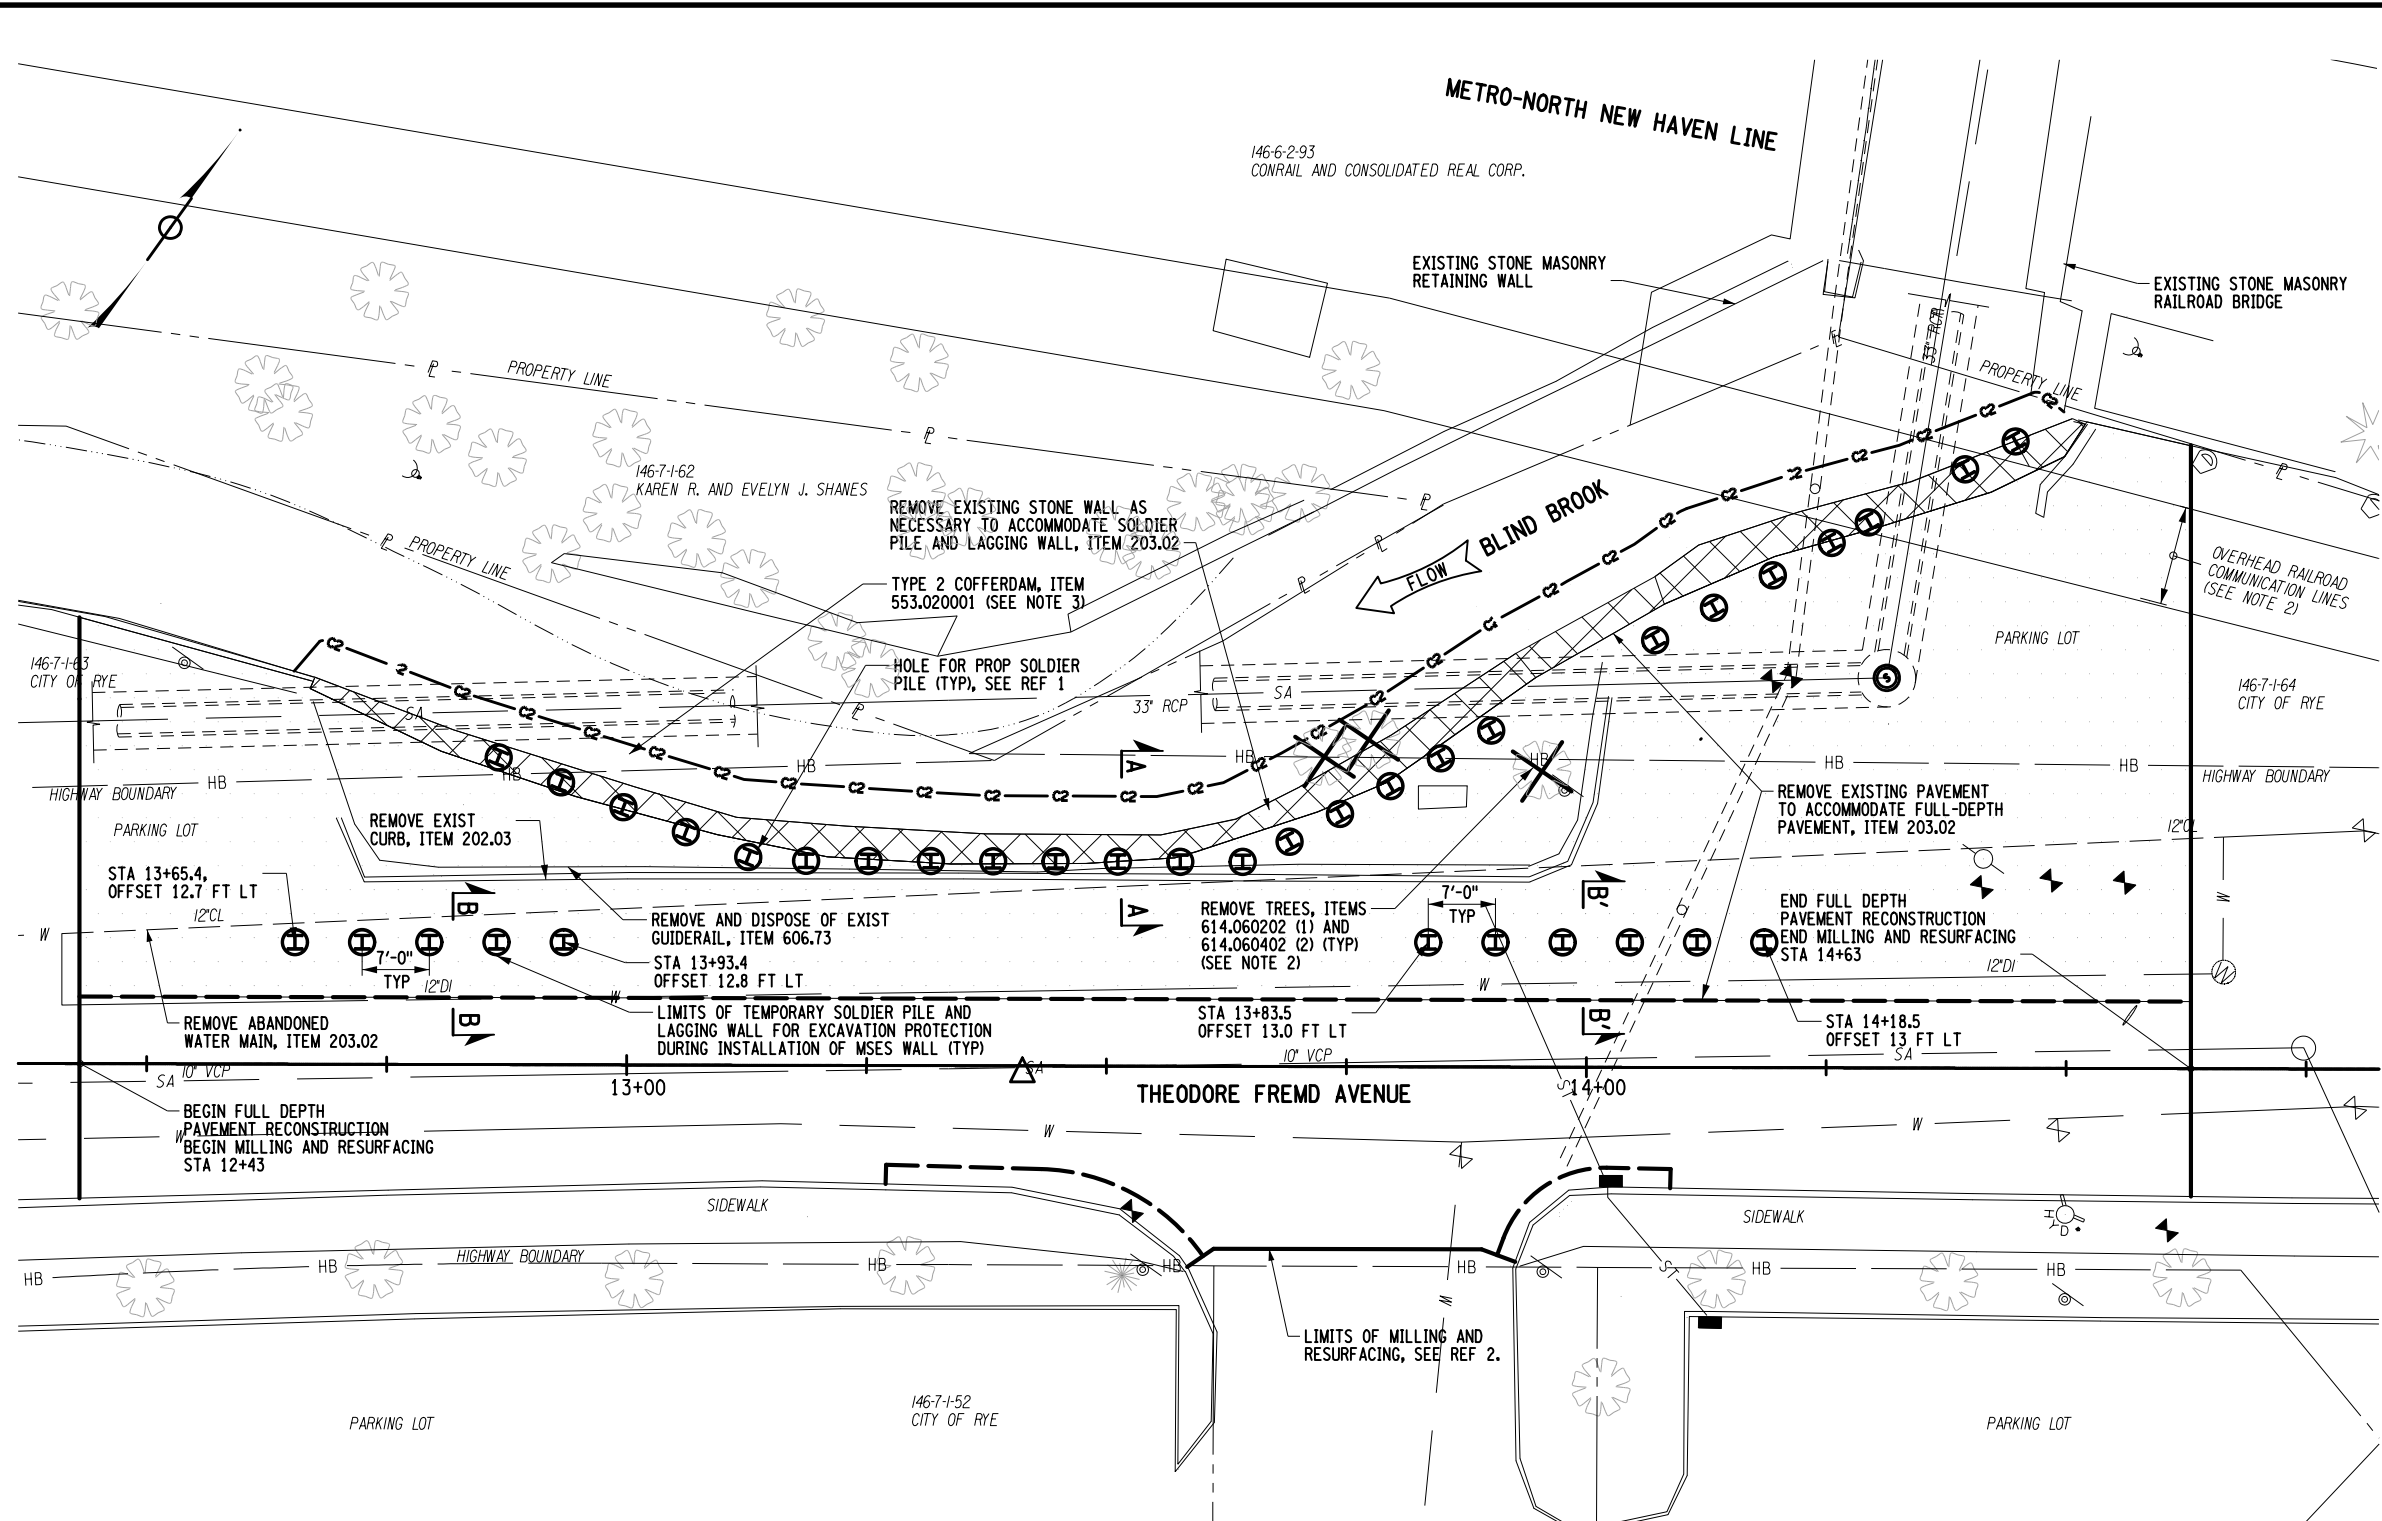 METRO-NORTH NEW HAVEN LINE
146-6-2-93
CONRAIL AND CONSOLIDATED REAL CORP.
EXISTING STONE MASONRY
RETAINING WALL
EXISTING STONE MASONRY
RAILROAD BRIDGE
33" RCP
PROPERTY LINE
PROPERTY LINE
PROPERTY LINE
146-7-1-62
KAREN R. AND EVELYN J. SHANES
REMOVE EXISTING STONE WALL AS
NECESSARY TO ACCOMMODATE SOLDIER
PILE AND LAGGING WALL, ITEM 203.02
BLIND BROOK
FLOW
TYPE 2 COFFERDAM, ITEM
553.020001 (SEE NOTE 3)
OVERHEAD RAILROAD
COMMUNICATION LINES
(SEE NOTE 2)
PARKING LOT
146-7-1-63
CITY OF RYE
HOLE FOR PROP SOLDIER
PILE (TYP), SEE REF 1
33" RCP
SA
SA
146-7-1-64
CITY OF RYE
HB
HB
HB
HB
HB
HB
HB
HIGHWAY BOUNDARY
HIGHWAY BOUNDARY
PARKING LOT
REMOVE EXIST
CURB, ITEM 202.03
REMOVE EXISTING PAVEMENT
TO ACCOMMODATE FULL-DEPTH
PAVEMENT, ITEM 203.02
12"CL
STA 13+65.4,
OFFSET 12.7 FT LT
12"CL
A
A
B
B
B'
B'
REMOVE AND DISPOSE OF EXIST
GUIDERAIL, ITEM 606.73
STA 13+93.4
OFFSET 12.8 FT LT
REMOVE TREES, ITEMS
614.060202 (1) AND
614.060402 (2) (TYP)
(SEE NOTE 2)
7'-0"
TYP
END FULL DEPTH
PAVEMENT RECONSTRUCTION
END MILLING AND RESURFACING
STA 14+63
7'-0"
TYP
12"DI
12"DI
W
W
W
W
W
REMOVE ABANDONED
WATER MAIN, ITEM 203.02
LIMITS OF TEMPORARY SOLDIER PILE AND
LAGGING WALL FOR EXCAVATION PROTECTION
DURING INSTALLATION OF MSES WALL (TYP)
STA 13+83.5
OFFSET 13.0 FT LT
STA 14+18.5
OFFSET 13 FT LT
10" VCP
SA
SA
10" VCP
SA
13+00
THEODORE FREMD AVENUE
14+00
ST
BEGIN FULL DEPTH
PAVEMENT RECONSTRUCTION
BEGIN MILLING AND RESURFACING
STA 12+43
W
W
W
SIDEWALK
SIDEWALK
HYD
HIGHWAY BOUNDARY
HB
HB
HB
HB
HB
HB
HB
ST
W
LIMITS OF MILLING AND
RESURFACING, SEE REF 2.
146-7-1-52
CITY OF RYE
PARKING LOT
PARKING LOT